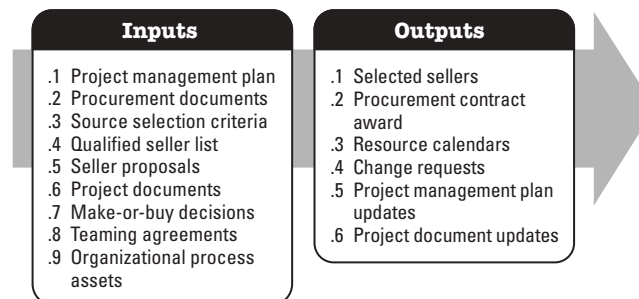 Inputs
.1 Project management plan
.2 Procurement documents
.3 Source selection criteria
.4 Qualified seller list
.5 Seller proposals
.6 Project documents
.7 Make-or-buy decisions
.8 Teaming agreements
.9 Organizational process
assets
Outputs
.1 Selected sellers
.2 Procurement contract
award
.3 Resource calendars
.4 Change requests
.5 Project management plan
updates
.6 Project document updates